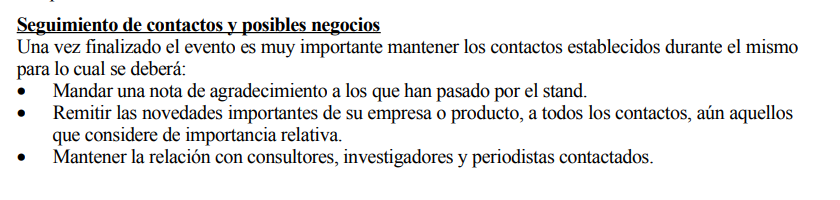 Seguimiento de contactos y posibles negocios
Una vez finalizado el evento es muy importante mantener los contactos establecidos durante el mismo
para lo cual se deberá:
• Mandar una nota de agradecimiento a los que han pasado por el stand.
• Remitir las novedades importantes de su empresa o producto, a todos los contactos, aún aquellos
que considere de importancia relativa.
• Mantener la relación con consultores, investigadores y periodistas contactados.